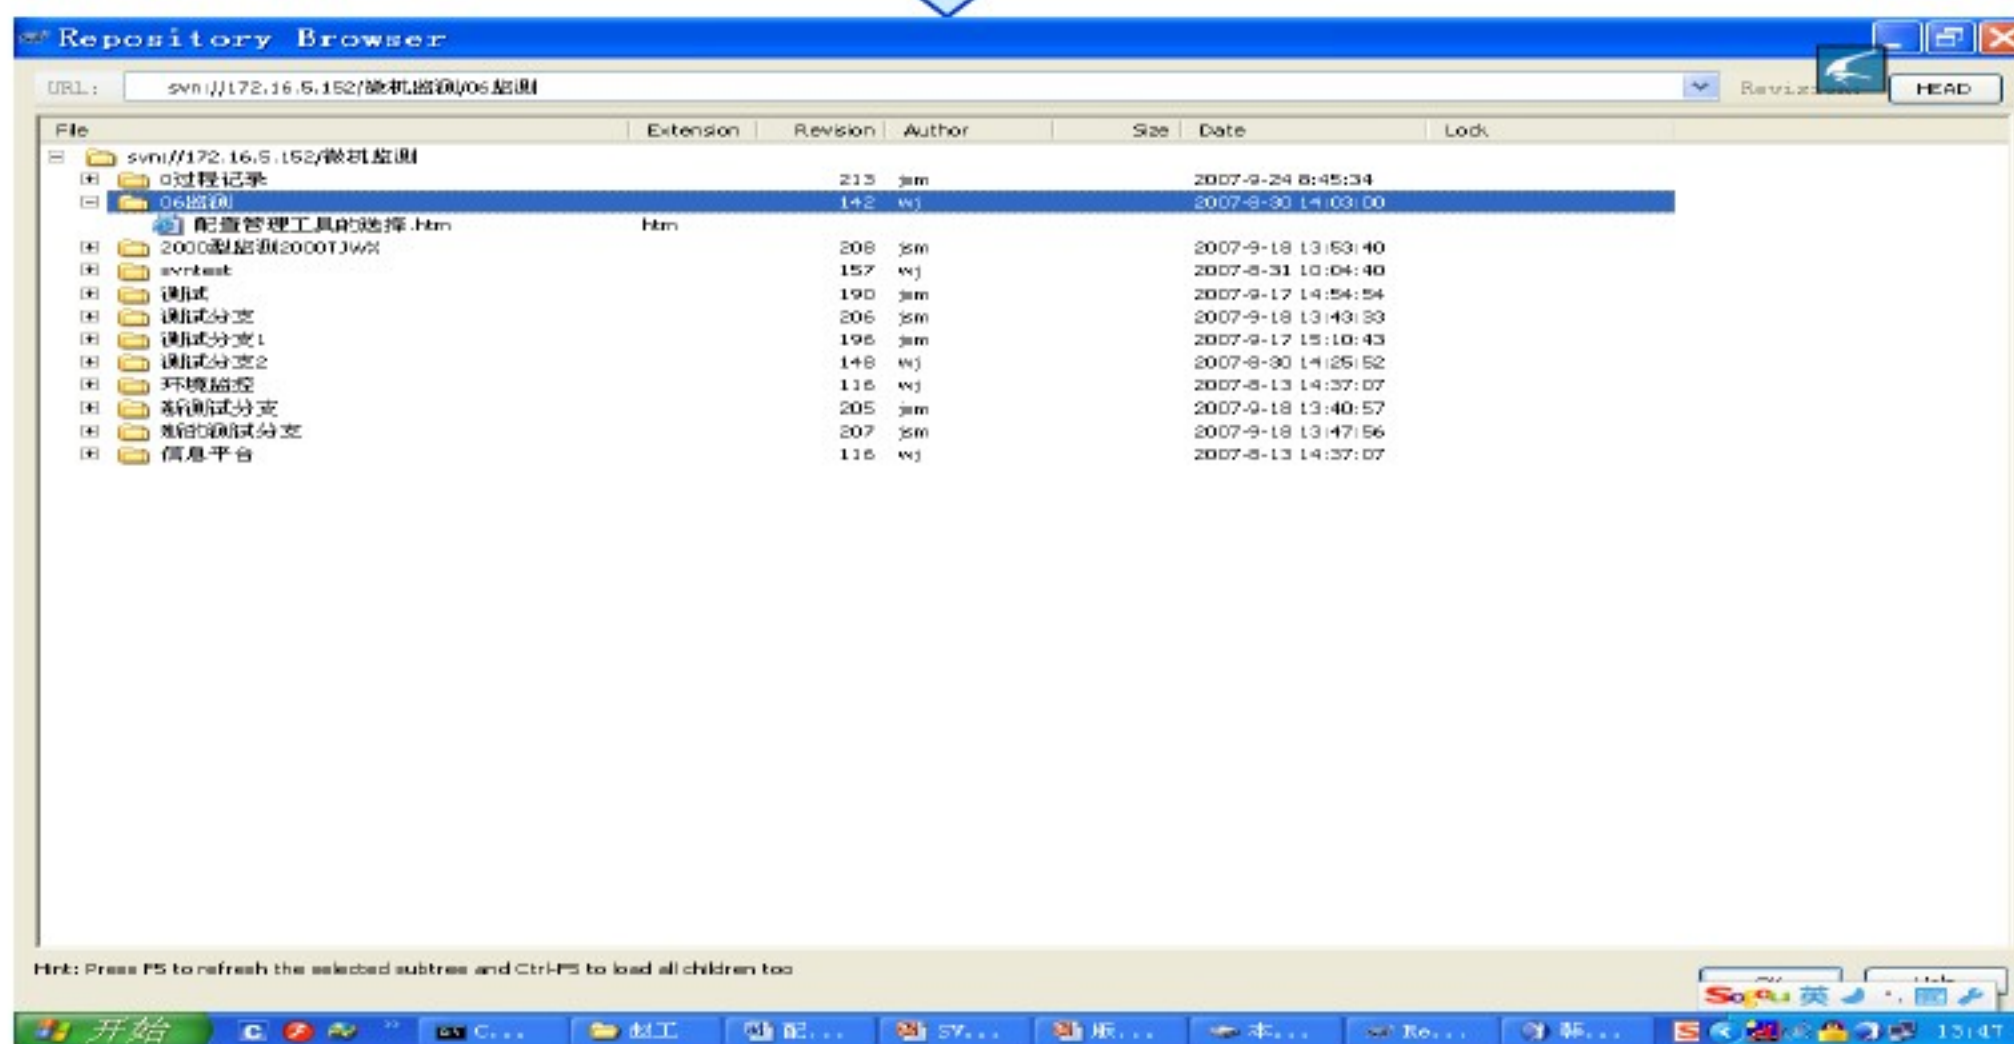 Repository Browser
URL: svn://172.16.5.152/微机监测/06监测 HEAD
File Extension Revision Author Size Date Lock
svn://172.16.5.152/微机监测
0过程记录 213 jsm 2007-9-24 8:45:34
06监测 142 wj 2007-8-30 14:03:00
配置管理工具的选择.htm htm
2000型监测2000TJWX 208 jsm 2007-9-18 13:53:40
svntest 157 wj 2007-8-31 10:04:40
测试 190 jsm 2007-9-17 14:54:54
测试分支 206 jsm 2007-9-18 13:43:33
测试分支1 196 jsm 2007-9-17 15:10:43
测试分支2 148 wj 2007-8-30 14:25:52
环境监控 116 wj 2007-8-13 14:37:07
新测试分支 205 jsm 2007-9-18 13:40:57
新的测试分支 207 jsm 2007-9-18 13:47:56
信息平台 116 wj 2007-8-13 14:37:07
Hint: Press F5 to refresh the selected subtree and Ctrl-F5 to load all children too
Sogou 英
开始 C... 配... SV... 版... 本... Re... 韩... 13:47